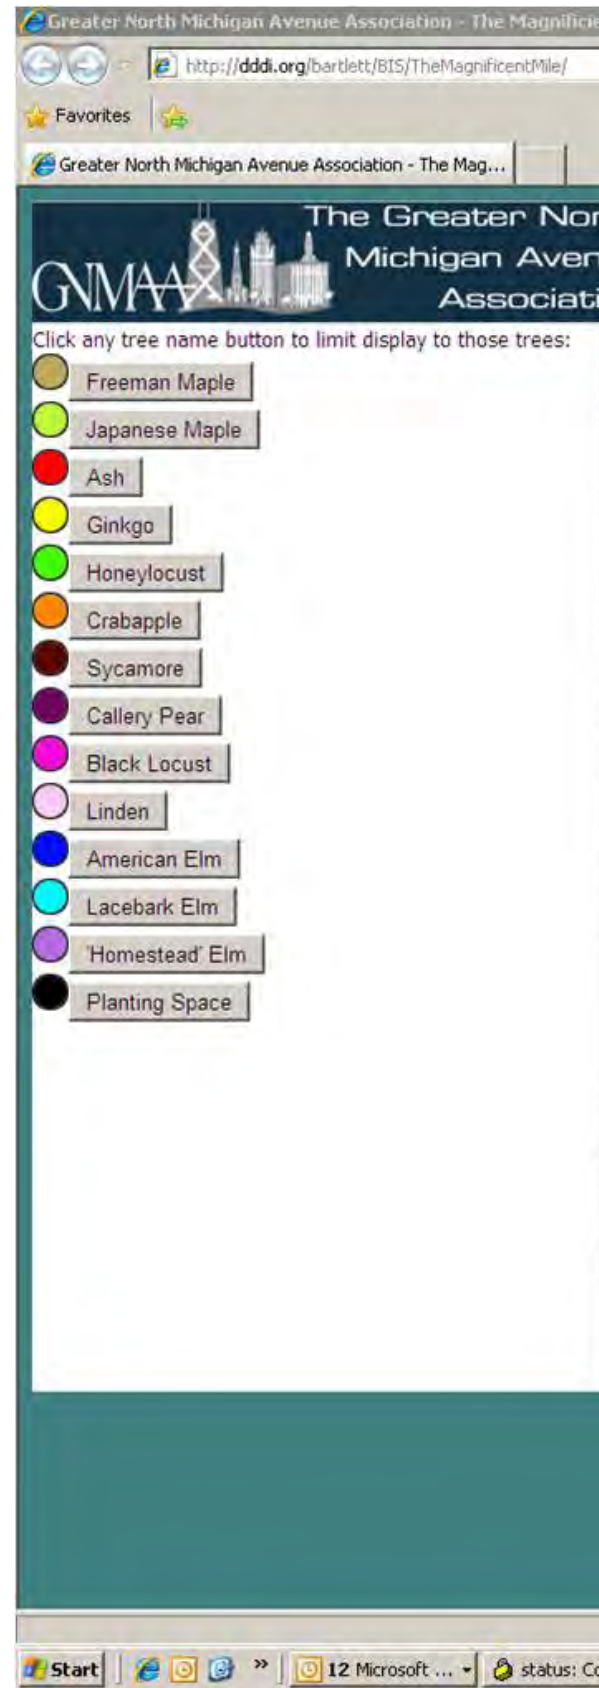 Greater North Michigan Avenue Association - The Magnificie
http://dddi.org/bartlett/BIS/TheMagnificentMile/
Favorites
Greater North Michigan Avenue Association - The Mag...
GNMAA
The Greater Nor
Michigan Aven
Associati
Click any tree name button to limit display to those trees:
Freeman Maple
Japanese Maple
Ash
Ginkgo
Honeylocust
Crabapple
Sycamore
Callery Pear
Black Locust
Linden
American Elm
Lacebark Elm
'Homestead' Elm
Planting Space
Start » 12 Microsoft ... status: Co